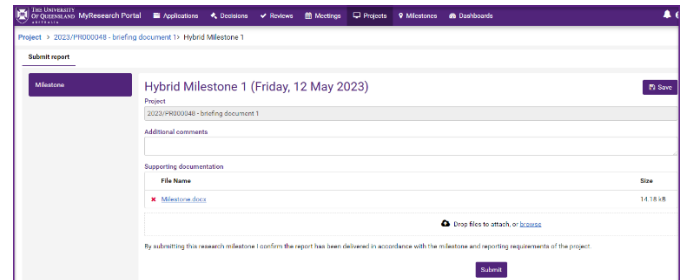 THE UNIVERSITY
OF QUEENSLAND
AUSTRALIA
MyResearch Portal Applications Decisions Reviews Meetings Projects Milestones Dashboards
Project > 2023/PR000048 - briefing document 1> Hybrid Milestone 1
Submit report
Milestone
Hybrid Milestone 1 (Friday, 12 May 2023)
Save
Project
2023/PR000048 - briefing document 1
Additional comments
Supporting documentation
File Name Size
Milestone.docx 14.18 kB
Drop files to attach, or browse
By submitting this research milestone I confirm the report has been delivered in accordance with the milestone and reporting requirements of the project.
Submit